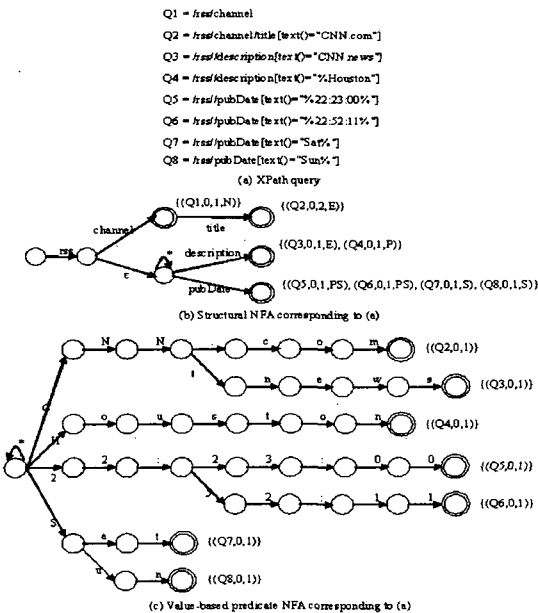 Q1 = /rss/channel
Q2 = /rss/channel/title[text()="CNN.com"]
Q3 = /rss//description[text()="CNN news"]
Q4 = /rss//description[text()="%Houston"]
Q5 = /rss//pubDate[text()="%22:23:00%"]
Q6 = /rss//pubDate[text()="%22:52:11%"]
Q7 = /rss//pubDate[text()="Sat%"]
Q8 = /rss/pubDate[text()="Sun%"]
(a) XPath query
{(Q1,0,1,N)} {(Q2,0,2,E)}
channel title
rss * description {(Q3,0,1,E), (Q4,0,1,P)}
ε
pubDate {(Q5,0,1,PS), (Q6,0,1,PS), (Q7,0,1,S), (Q8,0,1,S)}
(b) Structural NFA corresponding to (a)
N N . c o m {(Q2,0,1)}
C n e w s {(Q3,0,1)}
* H o u s t o n {(Q4,0,1)}
2 2 : 2 3 : 0 0 {(Q5,0,1)}
2 : 1 1 {(Q6,0,1)}
S a t {(Q7,0,1)}
u n {(Q8,0,1)}
(c) Value-based predicate NFA corresponding to (a)